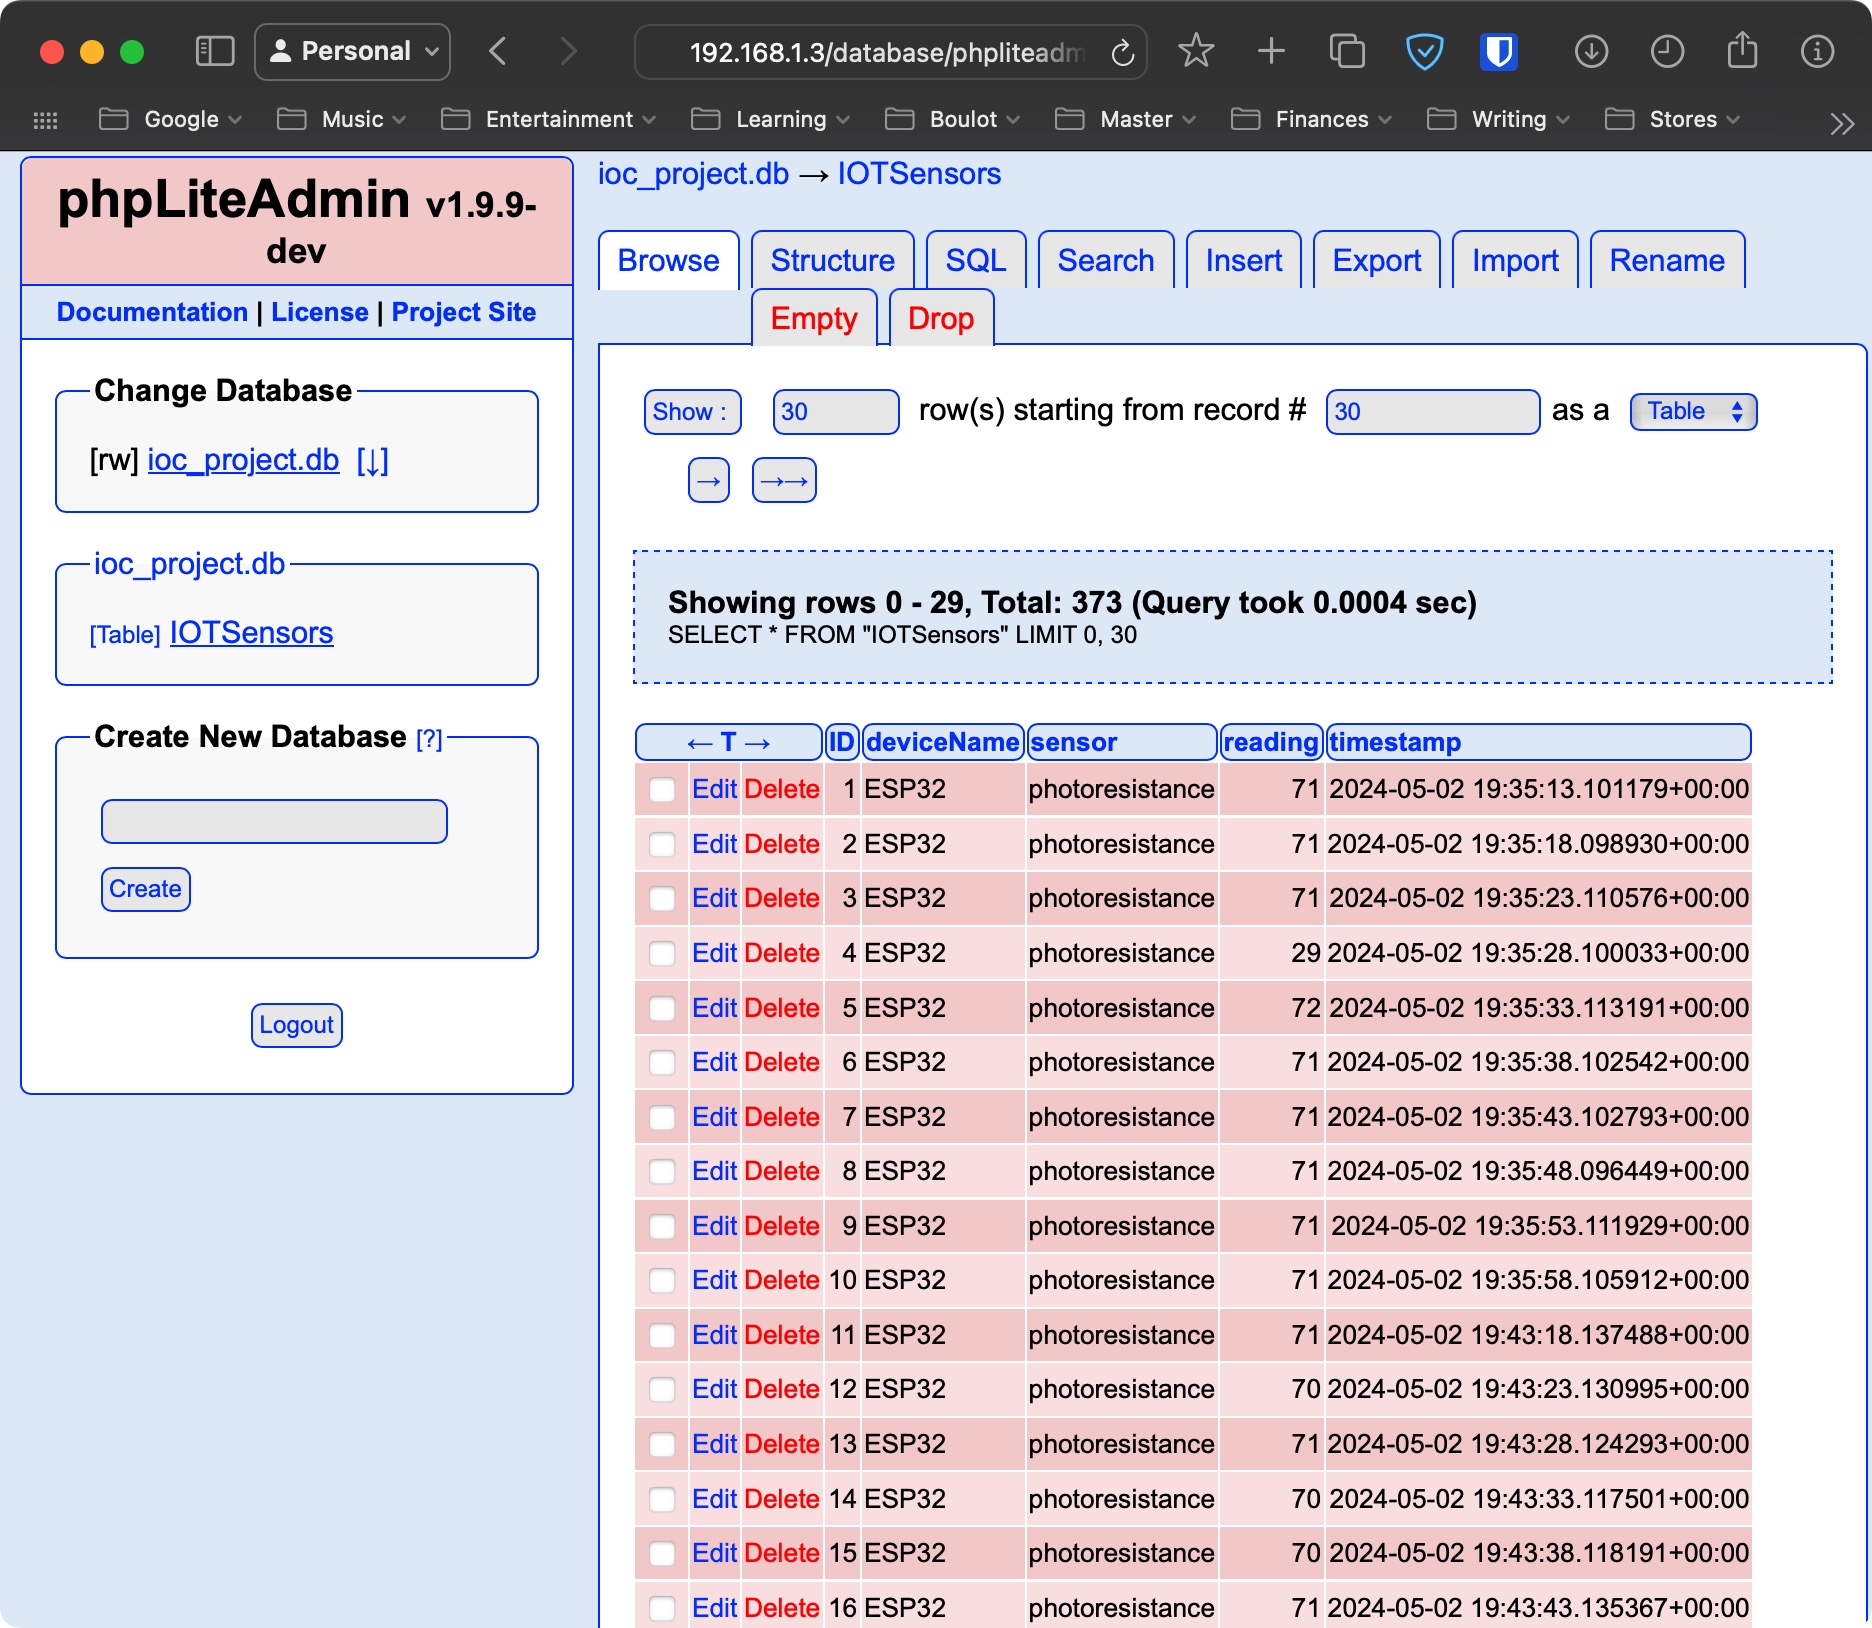 Personal
192.168.1.3/database/phpliteadm
Google Music Entertainment Learning Boulot Master Finances Writing Stores
phpLiteAdmin v1.9.9-
dev
Documentation | License | Project Site
Change Database
[rw] ioc_project.db [↓]
ioc_project.db
[Table] IOTSensors
Create New Database [?]
Create
Logout
ioc_project.db → IOTSensors
Browse Structure SQL Search Insert Export Import Rename
Empty Drop
Show : 30 row(s) starting from record # 30 as a Table
→ →→
Showing rows 0 - 29, Total: 373 (Query took 0.0004 sec)
SELECT * FROM "IOTSensors" LIMIT 0, 30
← T → ID deviceName sensor reading timestamp
Edit Delete 1 ESP32 photoresistance 71 2024-05-02 19:35:13.101179+00:00
Edit Delete 2 ESP32 photoresistance 71 2024-05-02 19:35:18.098930+00:00
Edit Delete 3 ESP32 photoresistance 71 2024-05-02 19:35:23.110576+00:00
Edit Delete 4 ESP32 photoresistance 29 2024-05-02 19:35:28.100033+00:00
Edit Delete 5 ESP32 photoresistance 72 2024-05-02 19:35:33.113191+00:00
Edit Delete 6 ESP32 photoresistance 71 2024-05-02 19:35:38.102542+00:00
Edit Delete 7 ESP32 photoresistance 71 2024-05-02 19:35:43.102793+00:00
Edit Delete 8 ESP32 photoresistance 71 2024-05-02 19:35:48.096449+00:00
Edit Delete 9 ESP32 photoresistance 71 2024-05-02 19:35:53.111929+00:00
Edit Delete 10 ESP32 photoresistance 71 2024-05-02 19:35:58.105912+00:00
Edit Delete 11 ESP32 photoresistance 71 2024-05-02 19:43:18.137488+00:00
Edit Delete 12 ESP32 photoresistance 70 2024-05-02 19:43:23.130995+00:00
Edit Delete 13 ESP32 photoresistance 71 2024-05-02 19:43:28.124293+00:00
Edit Delete 14 ESP32 photoresistance 70 2024-05-02 19:43:33.117501+00:00
Edit Delete 15 ESP32 photoresistance 70 2024-05-02 19:43:38.118191+00:00
Edit Delete 16 ESP32 photoresistance 71 2024-05-02 19:43:43.135367+00:00